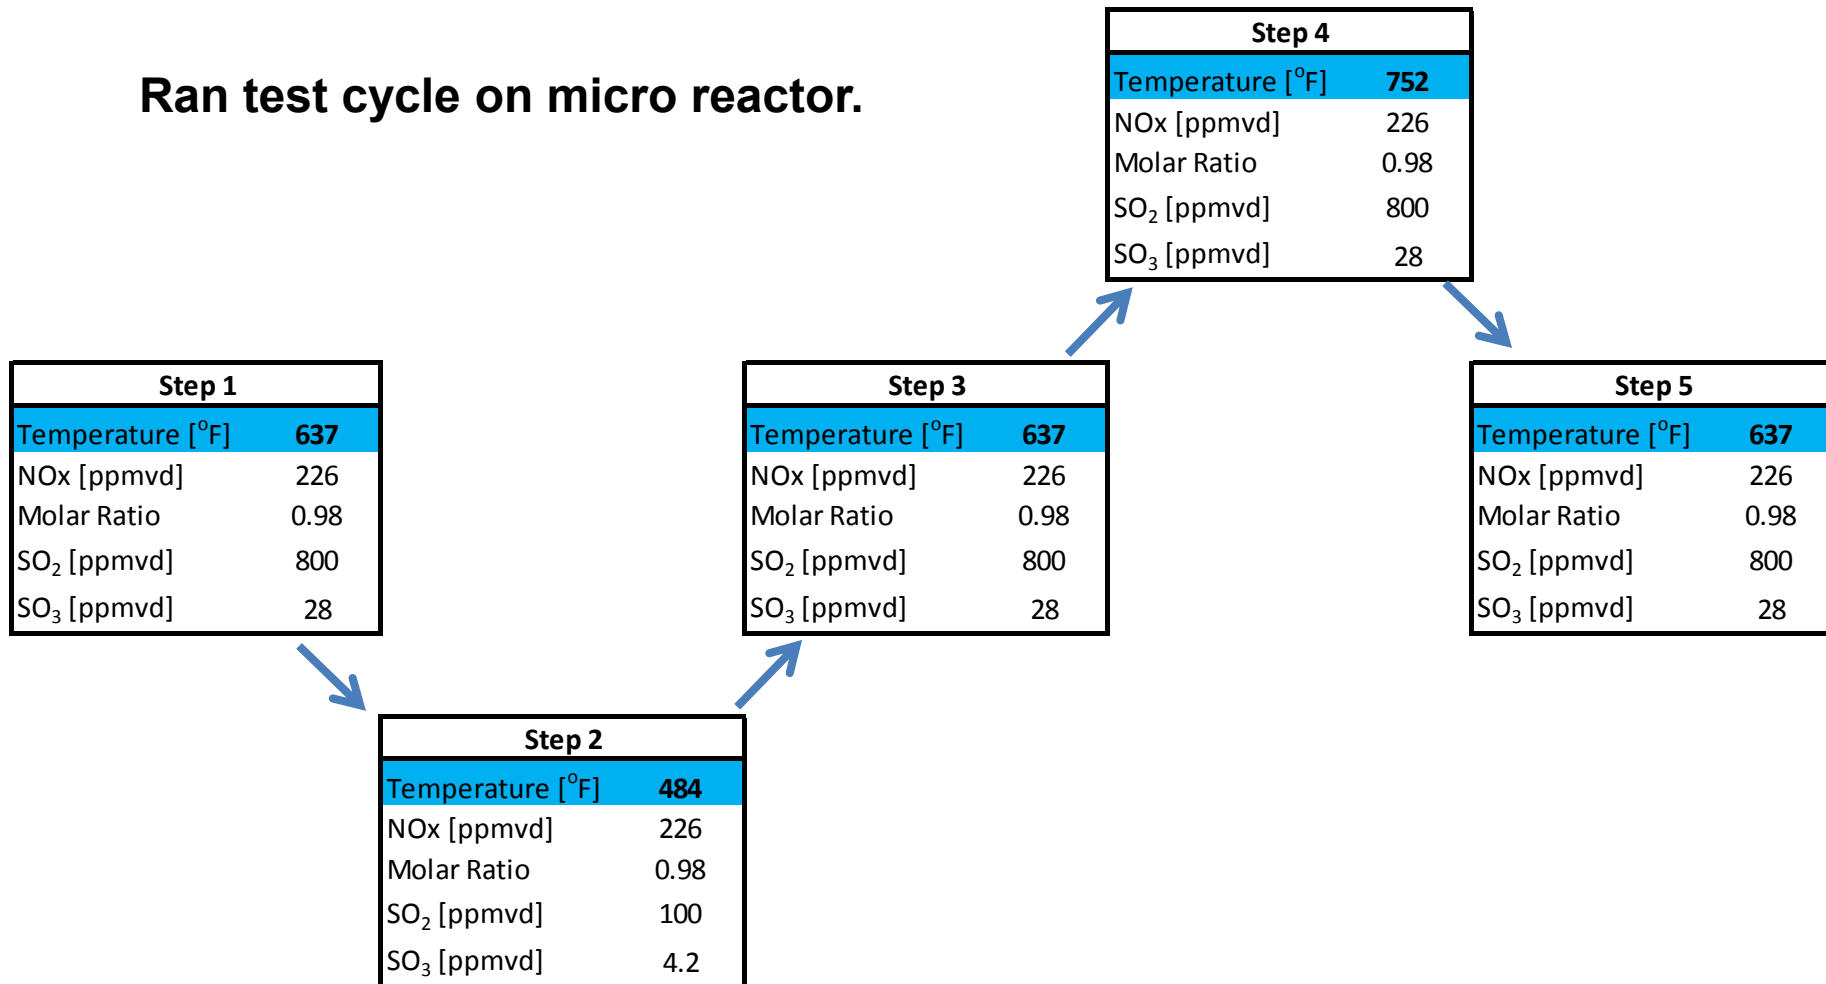 Ran test cycle on micro reactor.
Step 1
Temperature [°F] 637
NOx [ppmvd] 226
Molar Ratio 0.98
SO₂ [ppmvd] 800
SO₃ [ppmvd] 28
Step 2
Temperature [°F] 484
NOx [ppmvd] 226
Molar Ratio 0.98
SO₂ [ppmvd] 100
SO₃ [ppmvd] 4.2
Step 3
Temperature [°F] 637
NOx [ppmvd] 226
Molar Ratio 0.98
SO₂ [ppmvd] 800
SO₃ [ppmvd] 28
Step 4
Temperature [°F] 752
NOx [ppmvd] 226
Molar Ratio 0.98
SO₂ [ppmvd] 800
SO₃ [ppmvd] 28
Step 5
Temperature [°F] 637
NOx [ppmvd] 226
Molar Ratio 0.98
SO₂ [ppmvd] 800
SO₃ [ppmvd] 28